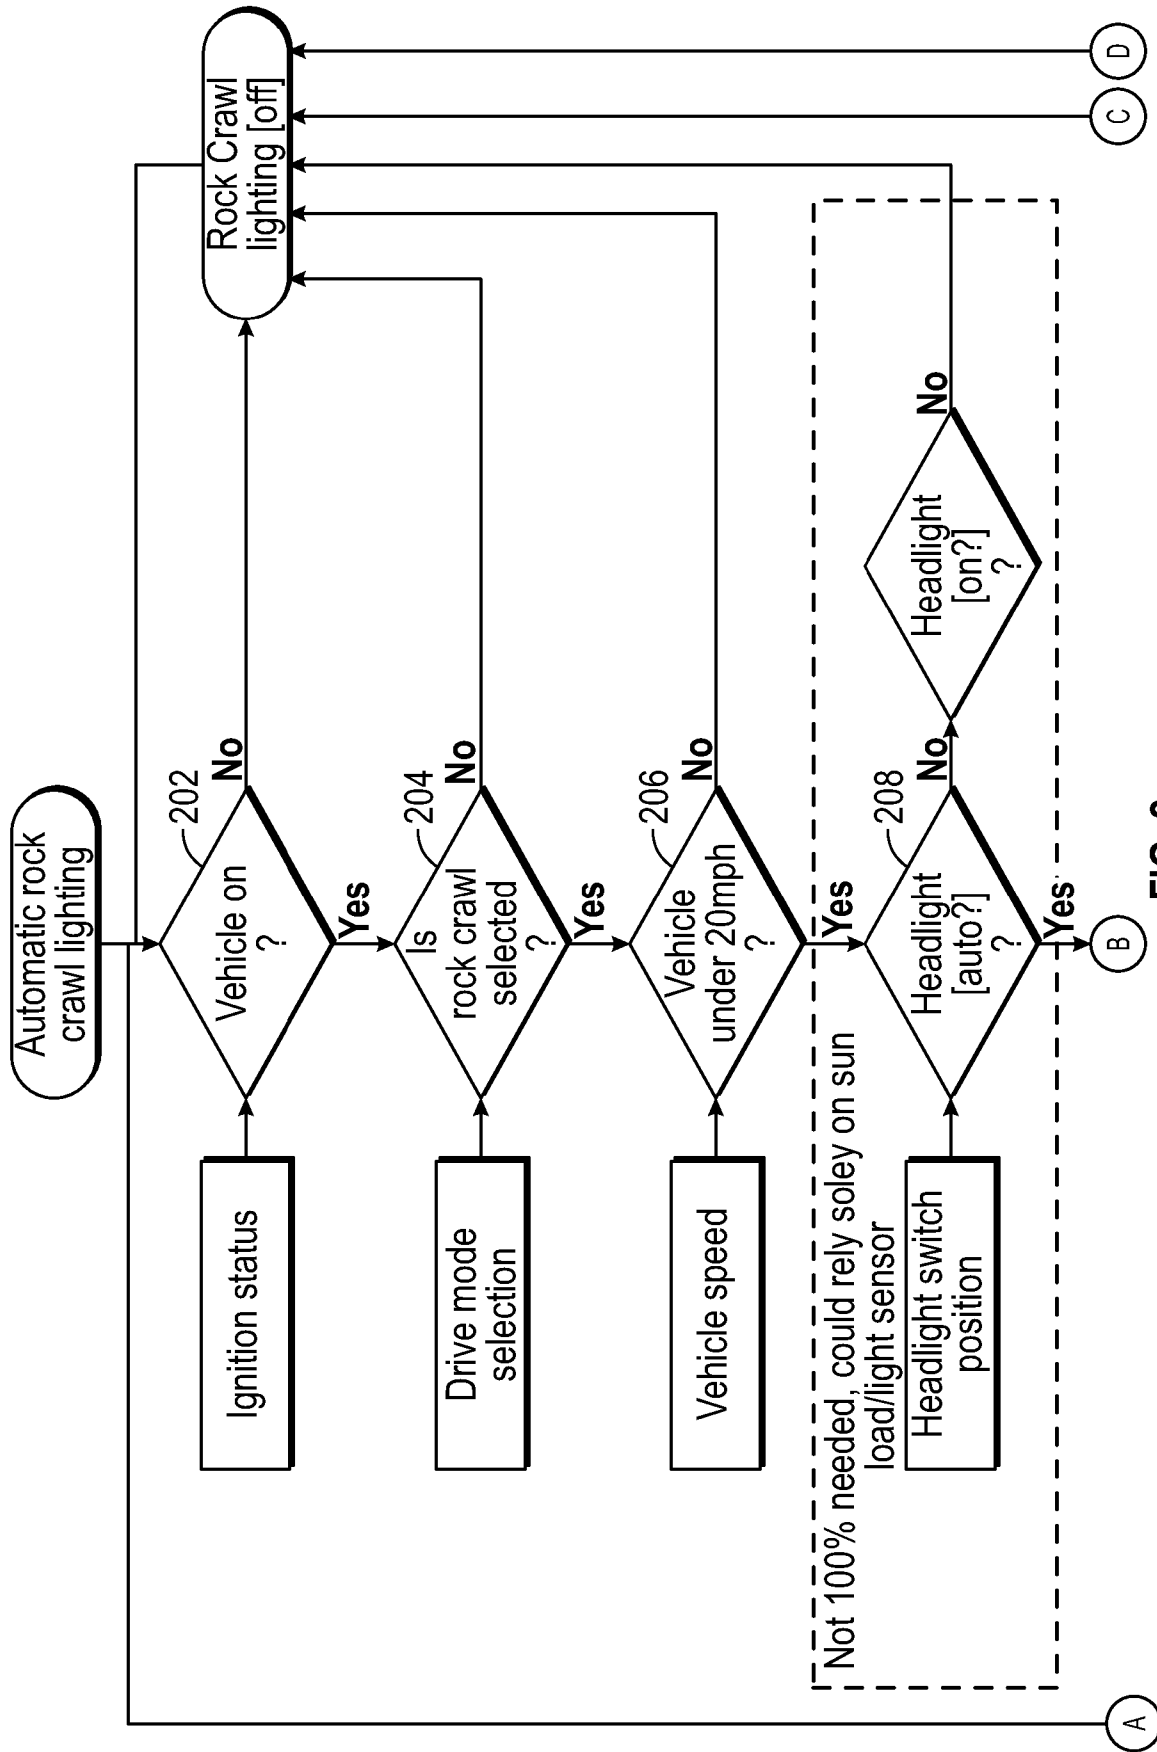 Automatic rock
crawl lighting
Rock Crawl
lighting [off]
Ignition status
Vehicle on
?
202
No
Yes
Drive mode
selection
Is
rock crawl
selected
?
204
No
Yes
Vehicle speed
Vehicle
under 20mph
?
206
No
Yes
Not 100% needed, could rely soley on sun
load/light sensor
Headlight switch
position
Headlight
[auto?]
?
208
No
Headlight
[on?]
?
No
Yes
A
B
C
D
FIG.